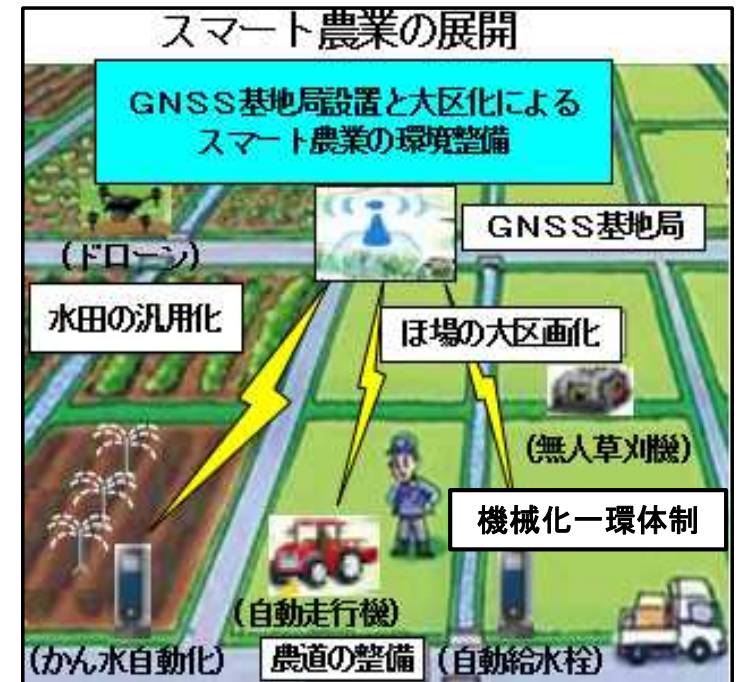 スマート農業の展開
GNSS基地局設置と大区化による
スマート農業の環境整備
GNSS基地局
(ドローン)
水田の汎用化
ほ場の大区画化
(無人草刈機)
機械化一環体制
(自動走行機)
(かん水自動化)
農道の整備
(自動給水栓)